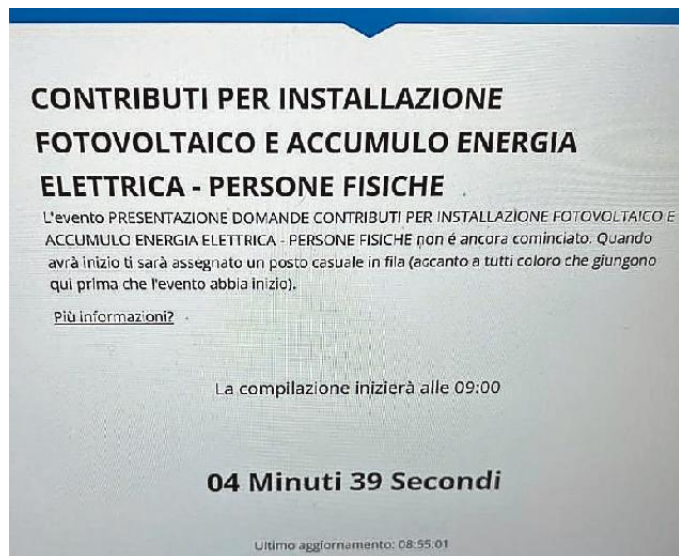 CONTRIBUTI PER INSTALLAZIONE
FOTOVOLTAICO E ACCUMULO ENERGIA
ELETTRICA - PERSONE FISICHE
L'evento PRESENTAZIONE DOMANDE CONTRIBUTI PER INSTALLAZIONE FOTOVOLTAICO E
ACCUMULO ENERGIA ELETTRICA - PERSONE FISICHE non é ancora cominciato. Quando
avrà inizio ti sarà assegnato un posto casuale in fila (accanto a tutti coloro che giungono
qui prima che l'evento abbia inizio).
Più informazioni?
La compilazione inizierà alle 09:00
04 Minuti 39 Secondi
Ultimo aggiornamento: 08:55:01